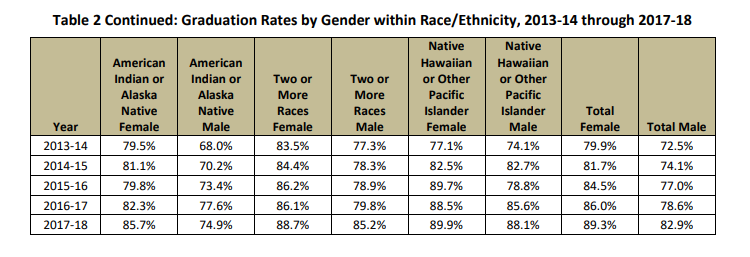 Table 2 Continued: Graduation Rates by Gender within Race/Ethnicity, 2013-14 through 2017-18
Year American Indian or Alaska Native Female American Indian or Alaska Native Male Two or More Races Female Two or More Races Male Native Hawaiian or Other Pacific Islander Female Native Hawaiian or Other Pacific Islander Male Total Female Total Male
2013-14 79.5% 68.0% 83.5% 77.3% 77.1% 74.1% 79.9% 72.5%
2014-15 81.1% 70.2% 84.4% 78.3% 82.5% 82.7% 81.7% 74.1%
2015-16 79.8% 73.4% 86.2% 78.9% 89.7% 78.8% 84.5% 77.0%
2016-17 82.3% 77.6% 86.1% 79.8% 88.5% 85.6% 86.0% 78.6%
2017-18 85.7% 74.9% 88.7% 85.2% 89.9% 88.1% 89.3% 82.9%